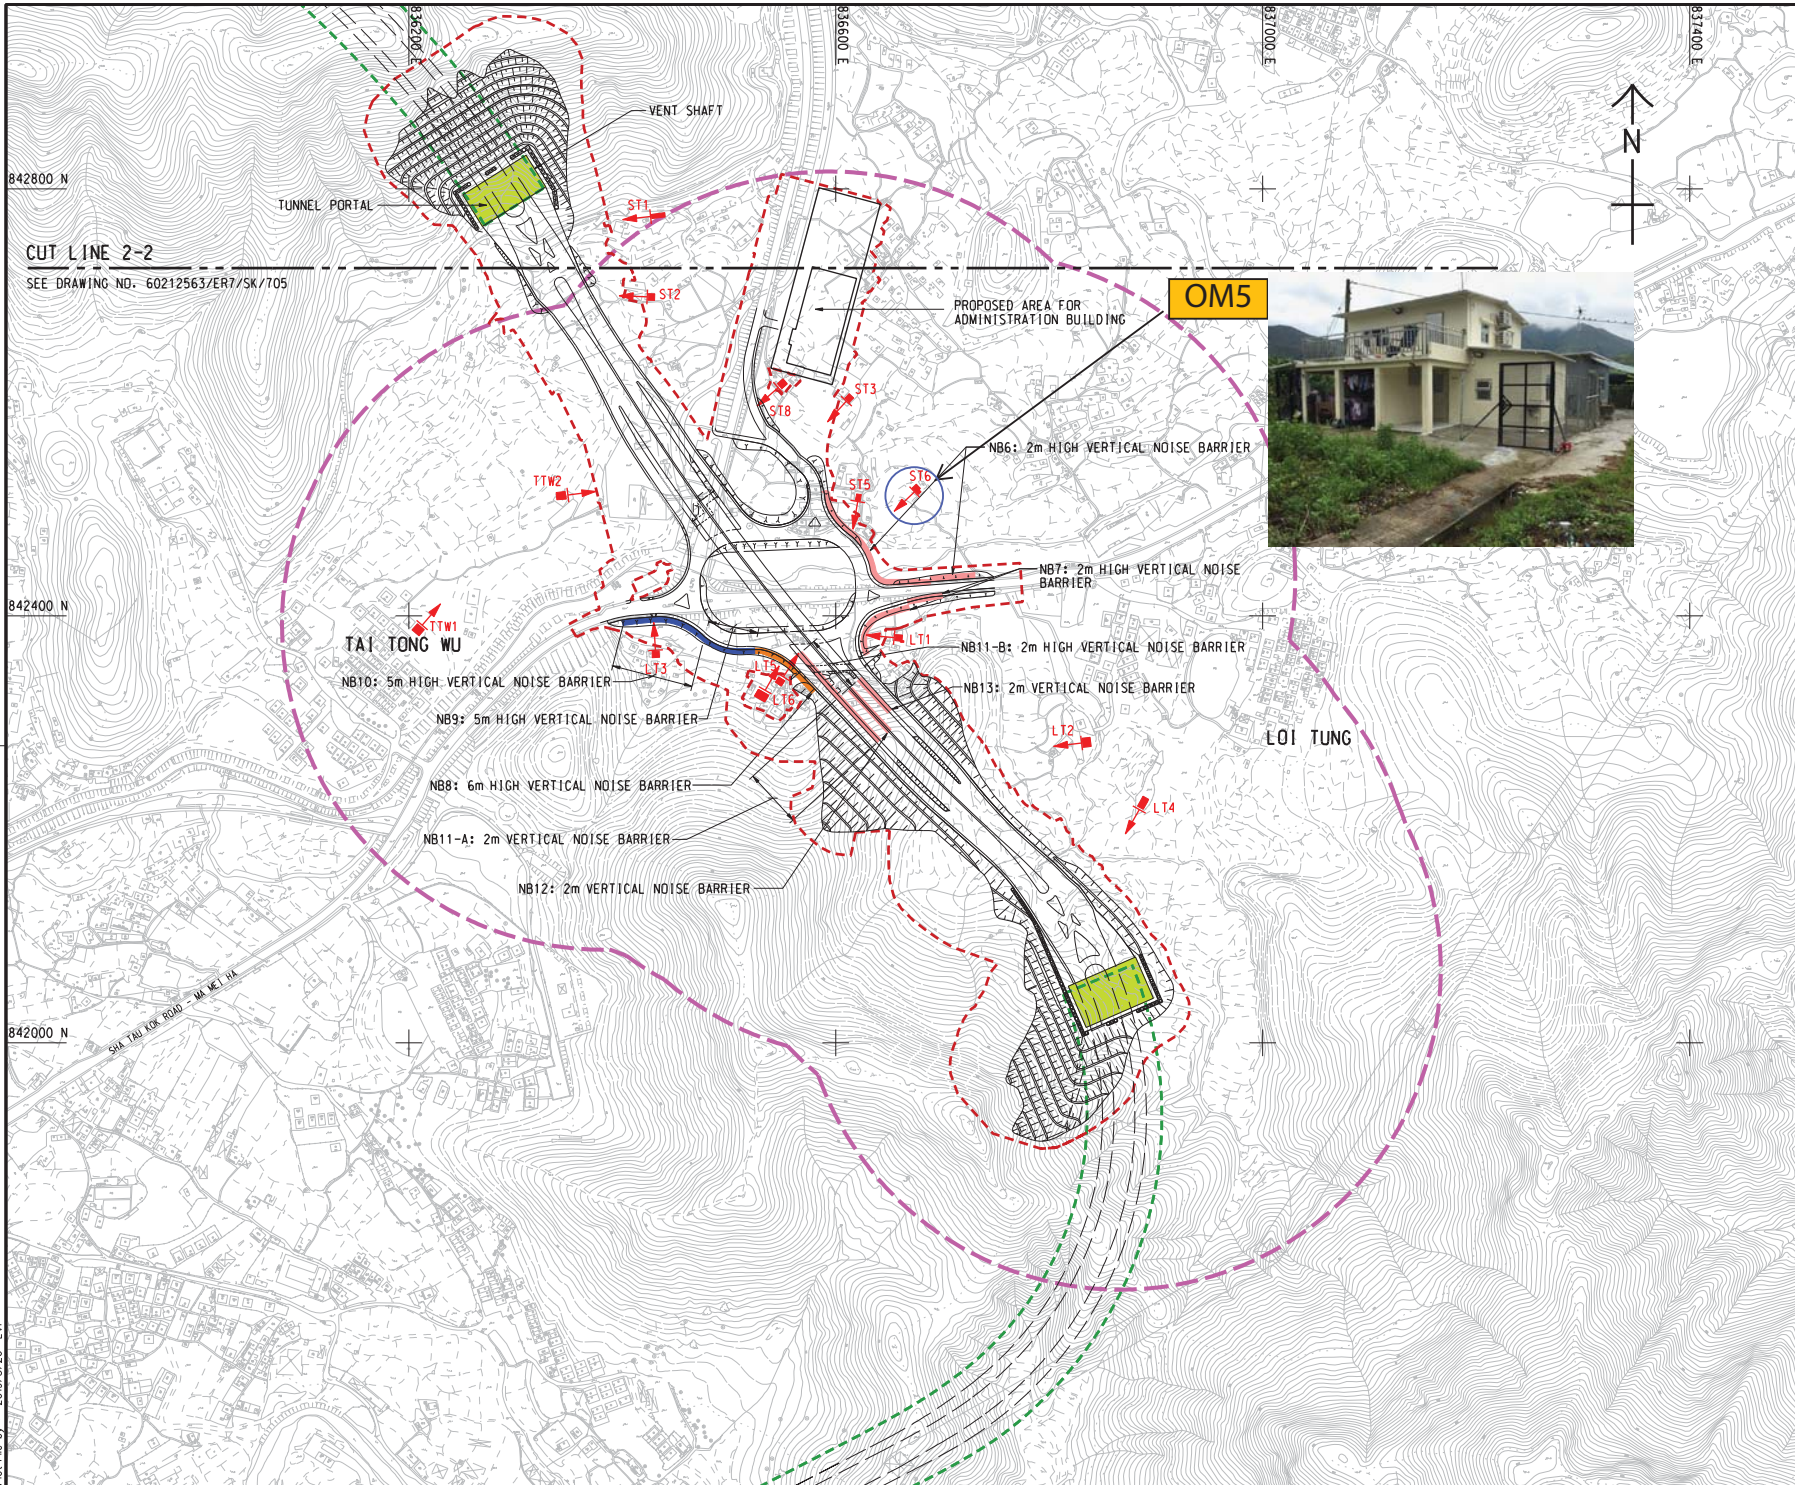 836200 E
836600 E
837000 E
837400 E
VENT SHAFT
N
842800 N
TUNNEL PORTAL
ST1
CUT LINE 2-2
SEE DRAWING NO. 60212563/ER7/SK/705
ST2
OM5
PROPOSED AREA FOR
ADMINISTRATION BUILDING
ST3
ST8
NB6: 2m HIGH VERTICAL NOISE BARRIER
TTW2
ST5
ST6
NB7: 2m HIGH VERTICAL NOISE
BARRIER
842400 N
TTW1
TAI TONG WU
LT1
NB11-B: 2m HIGH VERTICAL NOISE BARRIER
LT3
LT5
NB10: 5m HIGH VERTICAL NOISE BARRIER
NB13: 2m VERTICAL NOISE BARRIER
LT6
NB9: 5m HIGH VERTICAL NOISE BARRIER
LT2
LOI TUNG
NB8: 6m HIGH VERTICAL NOISE BARRIER
LT4
NB11-A: 2m VERTICAL NOISE BARRIER
NB12: 2m VERTICAL NOISE BARRIER
SHA TAU KOK ROAD - MA MEI HA
842000 N